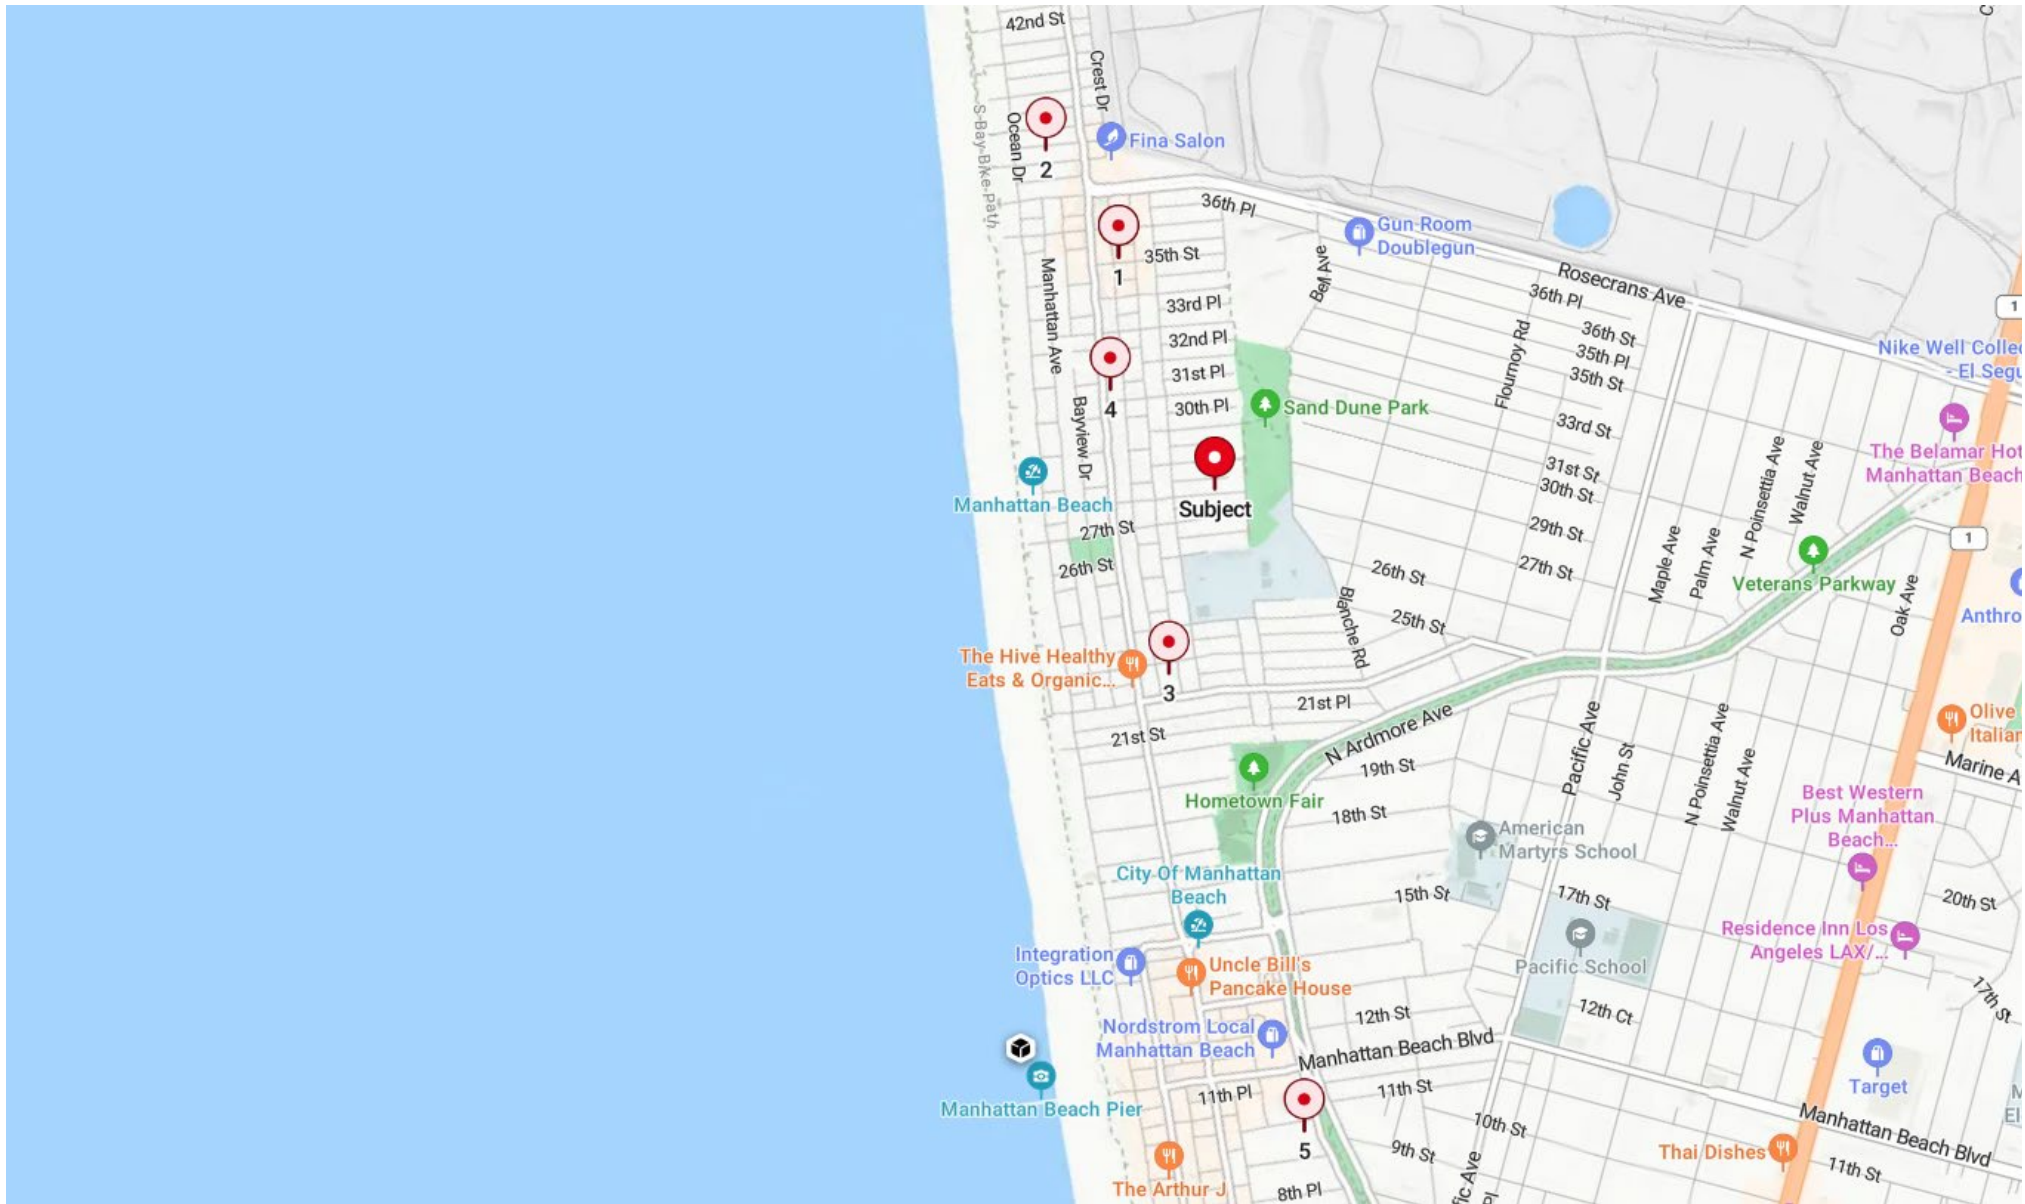 42nd St
Crest Dr
Ocean Dr
S-Bay-Bike-Path
2
Fina Salon
36th Pl
1
35th St
Gun Room
Doublegun
Bell Ave
Rosecrans Ave
36th Pl
36th St
35th Pl
35th St
1
Manhattan Ave
33rd Pl
32nd Pl
31st Pl
30th Pl
4
Sand Dune Park
Flournoy Rd
33rd St
31st St
30th St
29th St
27th St
Nike Well Collec
- El Segu
The Belamar Hot
Manhattan Beach
Bayview Dr
Manhattan Beach
Subject
27th St
26th St
Maple Ave
Palm Ave
N Poinsettia Ave
Walnut Ave
1
Veterans Parkway
Oak Ave
Anthro
26th St
25th St
Blanche Rd
The Hive Healthy
Eats & Organic...
3
21st Pl
21st St
N Ardmore Ave
Pacific Ave
John St
N Poinsettia Ave
Walnut Ave
Olive
Italian
Marine A
Hometown Fair
19th St
18th St
American
Martyrs School
Best Western
Plus Manhattan
Beach...
City Of Manhattan
Beach
15th St
17th St
20th St
Residence Inn Los
Angeles LAX/...
Integration
Optics LLC
Uncle Bill's
Pancake House
Pacific School
17th St
12th St
12th Ct
Nordstrom Local
Manhattan Beach
Manhattan Beach Blvd
Target
Manhattan Beach Pier
11th Pl
11th St
10th St
9th St
5
Manhattan Beach Blvd
Thai Dishes
11th St
The Arthur J
8th Pl
fic Ave
Pl
M
El